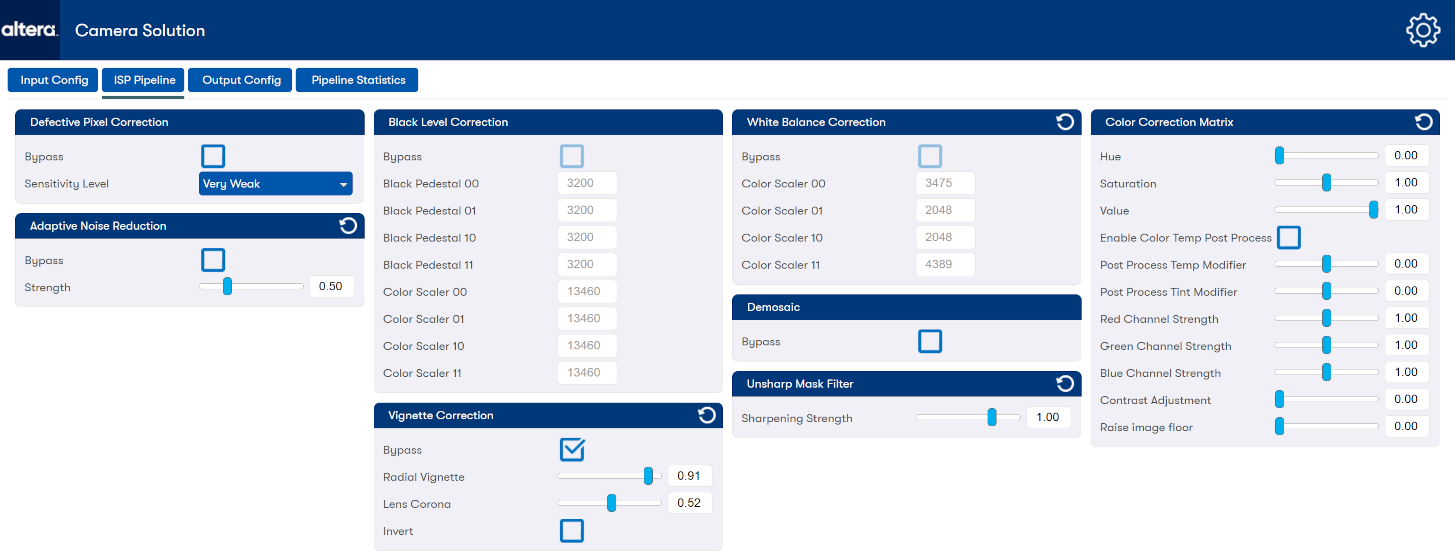 altera.
Camera Solution
Input Config
ISP Pipeline
Output Config
Pipeline Statistics
Defective Pixel Correction
Bypass
Sensitivity Level
Very Weak
Adaptive Noise Reduction
Bypass
Strength 0.50
Black Level Correction
Bypass
Black Pedestal 00 3200
Black Pedestal 01 3200
Black Pedestal 10 3200
Black Pedestal 11 3200
Color Scaler 00 13460
Color Scaler 01 13460
Color Scaler 10 13460
Color Scaler 11 13460
Vignette Correction
Bypass
Radial Vignette 0.91
Lens Corona 0.52
Invert
White Balance Correction
Bypass
Color Scaler 00 3475
Color Scaler 01 2048
Color Scaler 10 2048
Color Scaler 11 4389
Demosaic
Bypass
Unsharp Mask Filter
Sharpening Strength 1.00
Color Correction Matrix
Hue 0.00
Saturation 1.00
Value 1.00
Enable Color Temp Post Process
Post Process Temp Modifier 0.00
Post Process Tint Modifier 0.00
Red Channel Strength 1.00
Green Channel Strength 1.00
Blue Channel Strength 1.00
Contrast Adjustment 0.00
Raise image floor 0.00